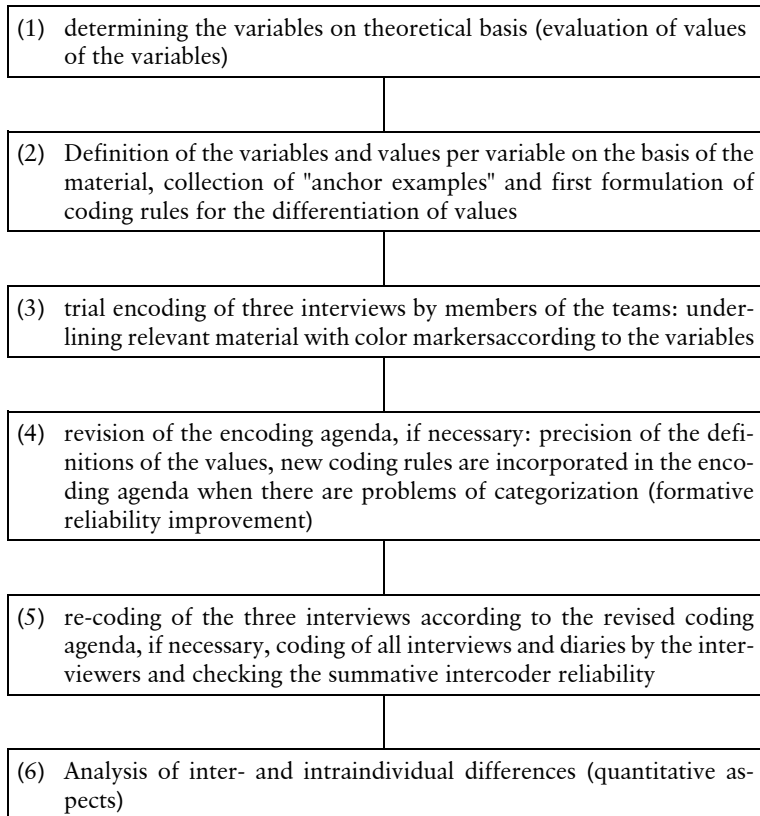 (1) determining the variables on theoretical basis (evaluation of values
of the variables)
(2) Definition of the variables and values per variable on the basis of the
material, collection of "anchor examples" and first formulation of
coding rules for the differentiation of values
(3) trial encoding of three interviews by members of the teams: under-
lining relevant material with color markersaccording to the variables
(4) revision of the encoding agenda, if necessary: precision of the defi-
nitions of the values, new coding rules are incorporated in the enco-
ding agenda when there are problems of categorization (formative
reliability improvement)
(5) re-coding of the three interviews according to the revised coding
agenda, if necessary, coding of all interviews and diaries by the inter-
viewers and checking the summative intercoder reliability
(6) Analysis of inter- and intraindividual differences (quantitative as-
pects)